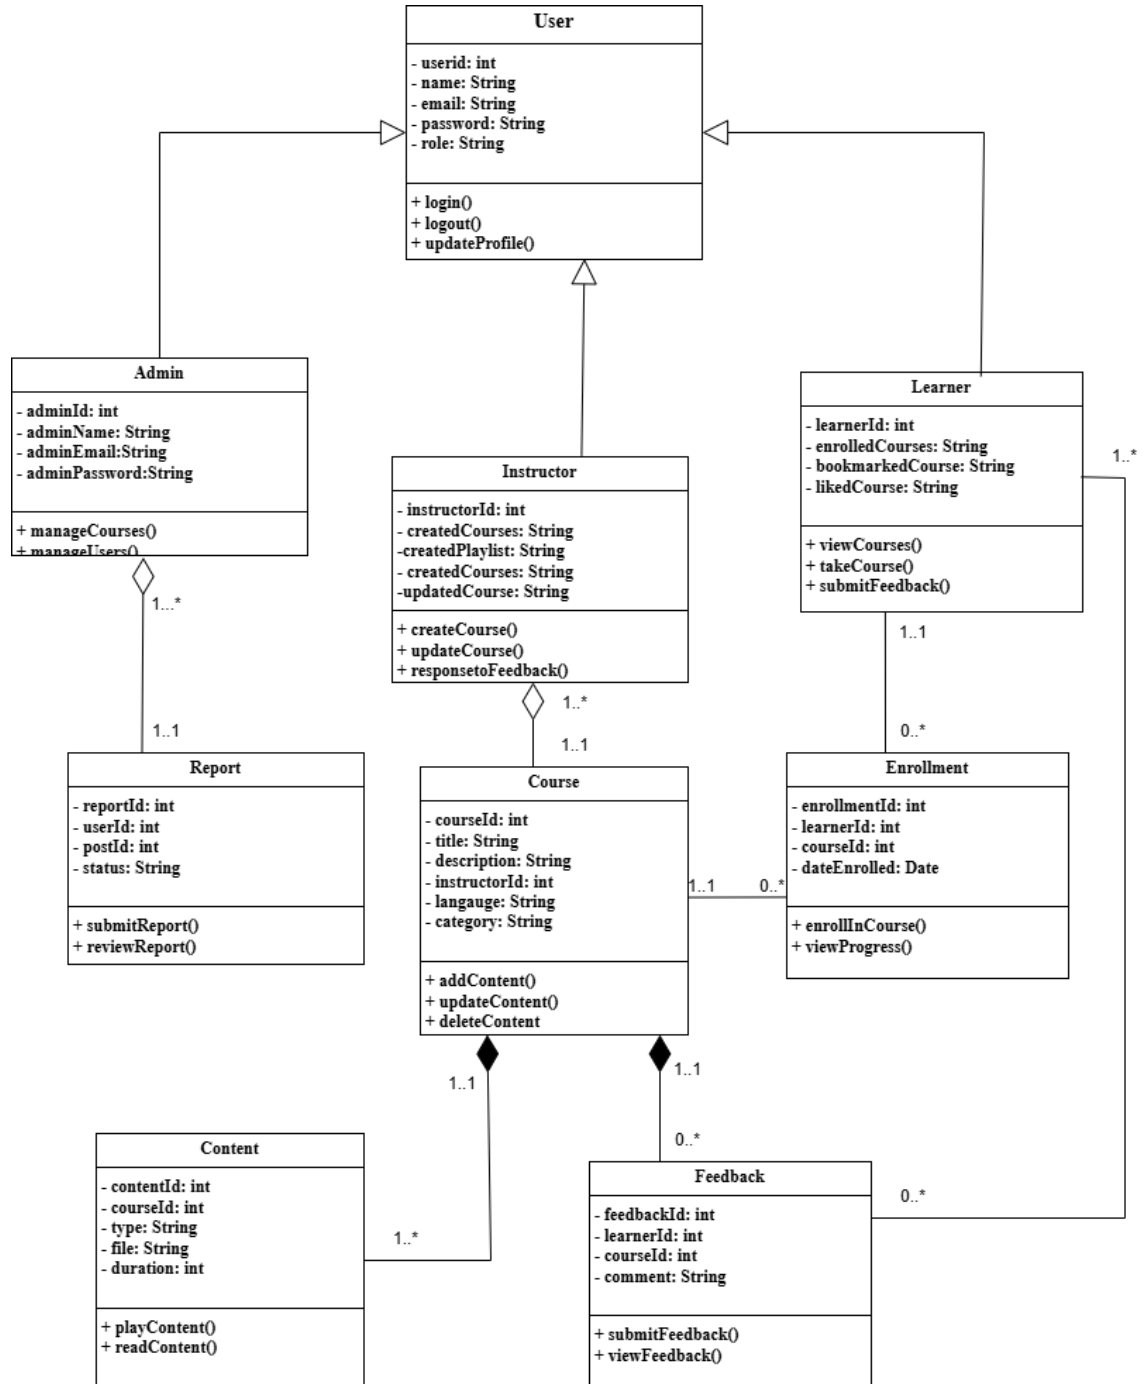 User
- userid: int
- name: String
- email: String
- password: String
- role: String
+ login()
+ logout()
+ updateProfile()
Admin
- adminId: int
- adminName: String
- adminEmail:String
- adminPassword:String
+ manageCourses()
+ manageUsers()
1...*
1..1
Instructor
- instructorId: int
- createdCourses: String
-createdPlaylist: String
- createdCourses: String
-updatedCourse: String
+ createCourse()
+ updateCourse()
+ responsetoFeedback()
1..*
1..1
Learner
- learnerId: int
- enrolledCourses: String
- bookmarkedCourse: String
- likedCourse: String
+ viewCourses()
+ takeCourse()
+ submitFeedback()
1..*
1..1
0..*
Report
- reportId: int
- userId: int
- postId: int
- status: String
+ submitReport()
+ reviewReport()
Course
- courseId: int
- title: String
- description: String
- instructorId: int
- langauge: String
- category: String
+ addContent()
+ updateContent()
+ deleteContent
1..1
0..*
Enrollment
- enrollmentId: int
- learnerId: int
- courseId: int
- dateEnrolled: Date
+ enrollInCourse()
+ viewProgress()
1..1
1..*
1..1
0..*
Content
- contentId: int
- courseId: int
- type: String
- file: String
- duration: int
+ playContent()
+ readContent()
Feedback
- feedbackId: int
- learnerId: int
- courseId: int
- comment: String
+ submitFeedback()
+ viewFeedback()
0..*